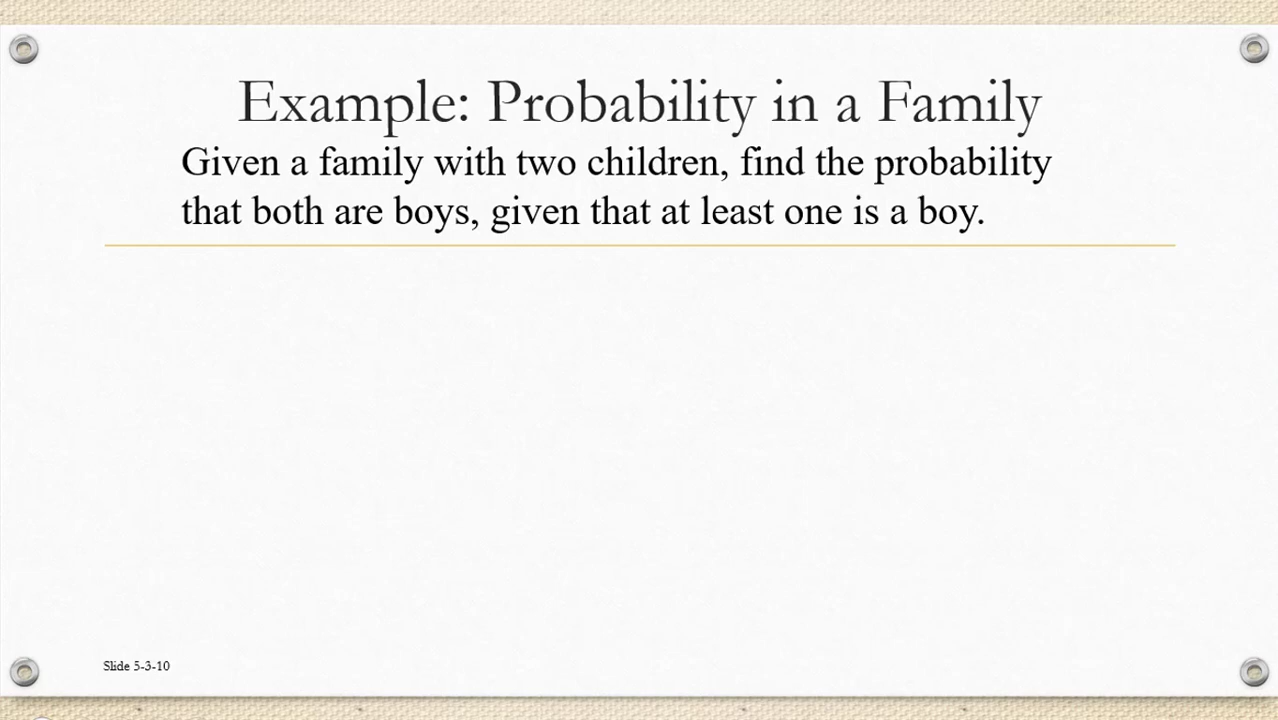 Example: Probability in a Family
Given a family with two children, find the probability
that both are boys, given that at least one is a boy.
Slide 5-3-10